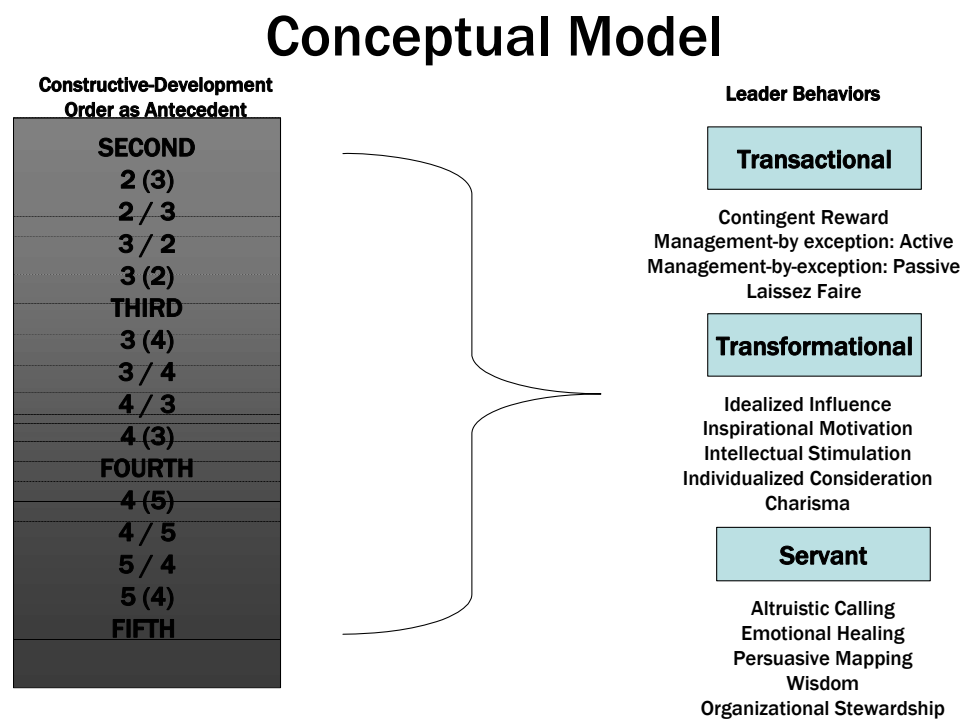 Conceptual Model
Constructive-Development
Order as Antecedent
SECOND
2 (3)
2 / 3
3 / 2
3 (2)
THIRD
3 (4)
3 / 4
4 / 3
4 (3)
FOURTH
4 (5)
4 / 5
5 / 4
5 (4)
FIFTH
Leader Behaviors
Transactional
Contingent Reward
Management-by exception: Active
Management-by-exception: Passive
Laissez Faire
Transformational
Idealized Influence
Inspirational Motivation
Intellectual Stimulation
Individualized Consideration
Charisma
Servant
Altruistic Calling
Emotional Healing
Persuasive Mapping
Wisdom
Organizational Stewardship